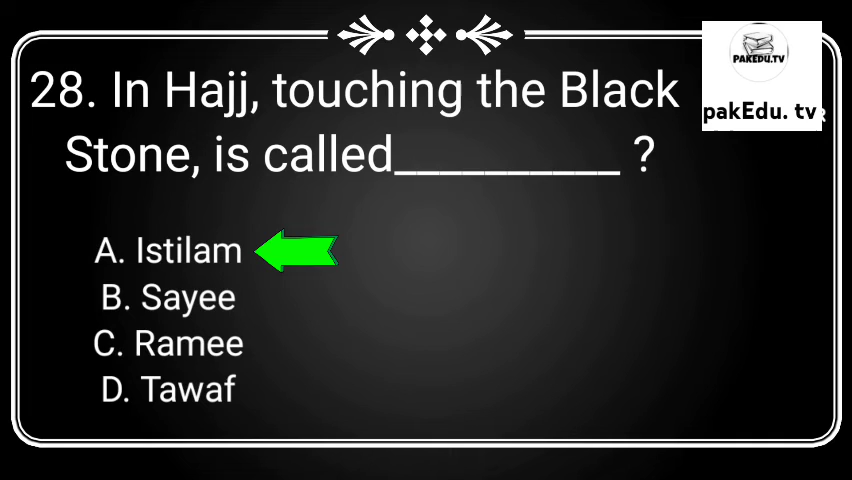 PAKEDU.TV
pakEdu. tv
28. In Hajj, touching the Black
Stone, is called__________ ?
A. Istilam
B. Sayee
C. Ramee
D. Tawaf